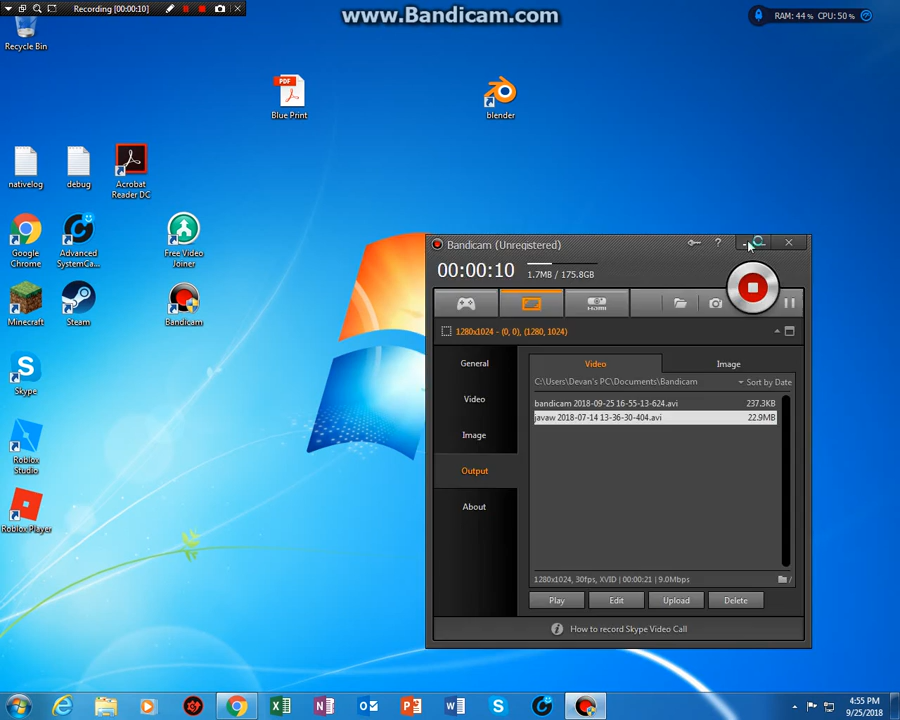 Recording [00:00:10]
www.Bandicam.com
RAM: 44 % CPU: 50 %
Recycle Bin
PDF
Blue Print
blender
nativelog
debug
Acrobat
Reader DC
Google
Chrome
Advanced
SystemCa...
Free Video
Joiner
Minecraft
Steam
Bandicam
Skype
Roblox
Studio
Roblox Player
Bandicam (Unregistered)
00:00:10
1.7MB / 175.8GB
HDMI
1280x1024 - (0, 0), (1280, 1024)
General
Video
Image
Output
About
Video
Image
C:\Users\Devan's PC\Documents\Bandicam
Sort by Date
bandicam 2018-09-25 16-55-13-624.avi
237.3KB
javaw 2018-07-14 13-36-30-404.avi
22.9MB
1280x1024, 30fps, XVID | 00:00:21 | 9.0Mbps
Play
Edit
Upload
Delete
How to record Skype Video Call
4:55 PM
9/25/2018